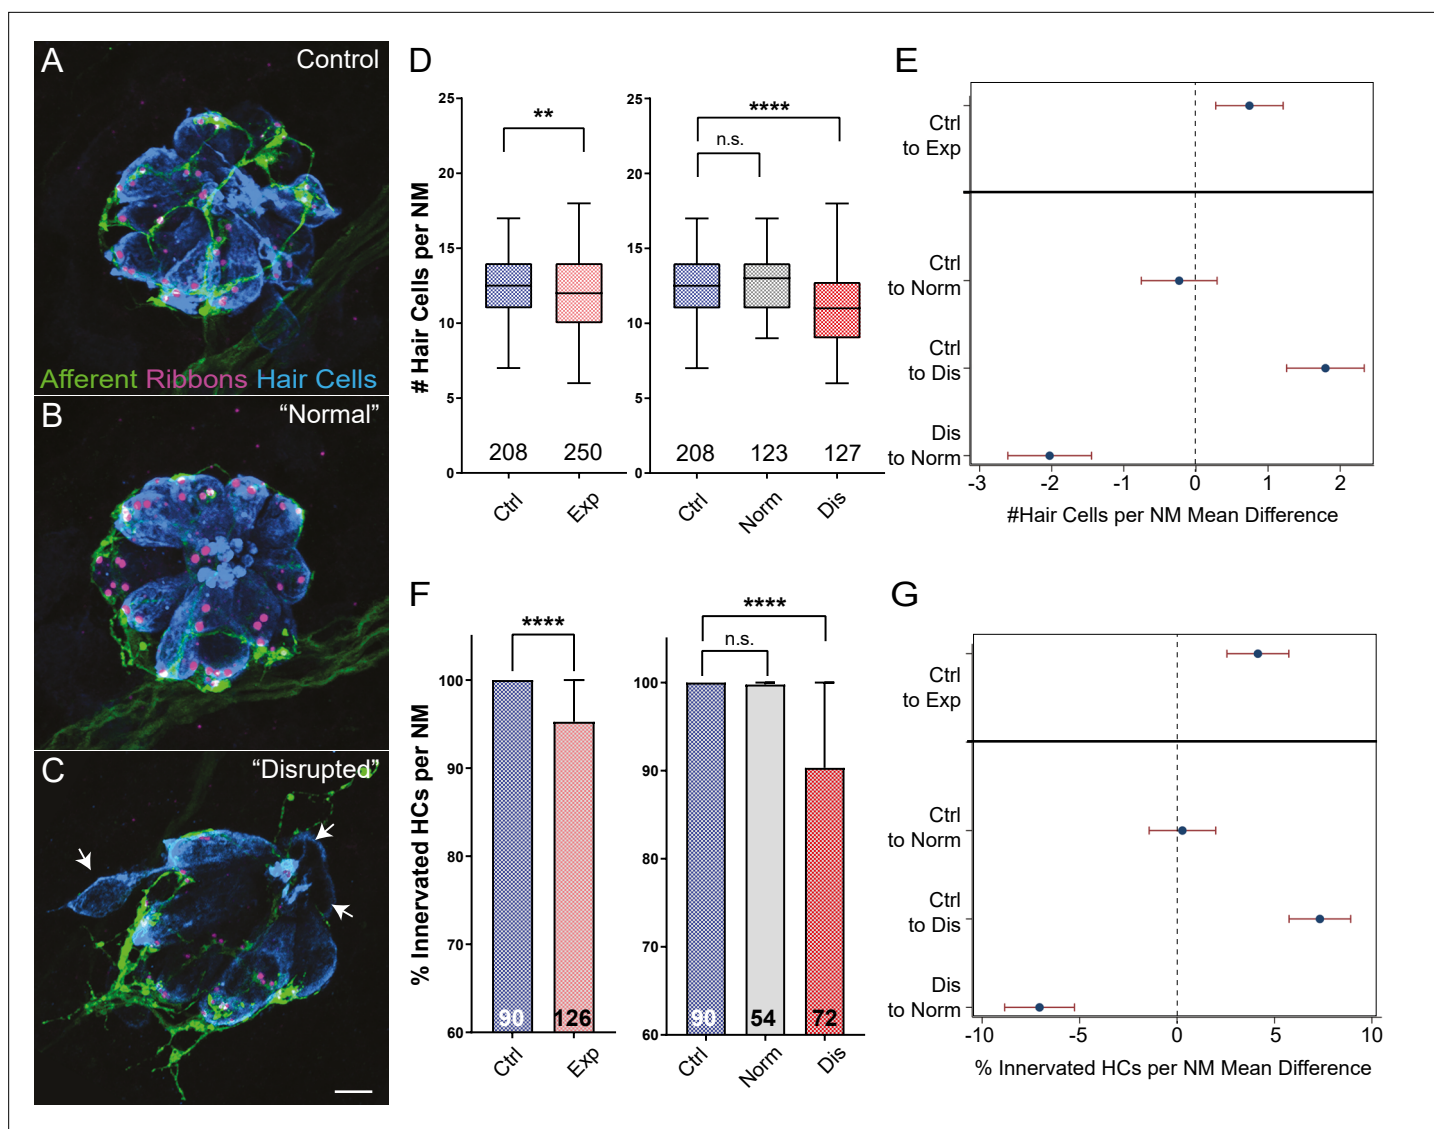 A
Control
Afferent Ribbons Hair Cells
B
“Normal”
C
“Disrupted”
D
# Hair Cells per NM
25
20
15
10
5
0
**
208
250
Ctrl
Exp
25
20
15
10
5
0
****
n.s.
208
123
127
Ctrl
Norm
Dis
E
Ctrl
to Exp
Ctrl
to Norm
Ctrl
to Dis
Dis
to Norm
-3 -2 -1 0 1 2
#Hair Cells per NM Mean Difference
F
% Innervated HCs per NM
100
90
80
70
60
****
90
126
Ctrl
Exp
100
90
80
70
60
****
n.s.
90
54
72
Ctrl
Norm
Dis
G
Ctrl
to Exp
Ctrl
to Norm
Ctrl
to Dis
Dis
to Norm
-10 -5 0 5 10
% Innervated HCs per NM Mean Difference